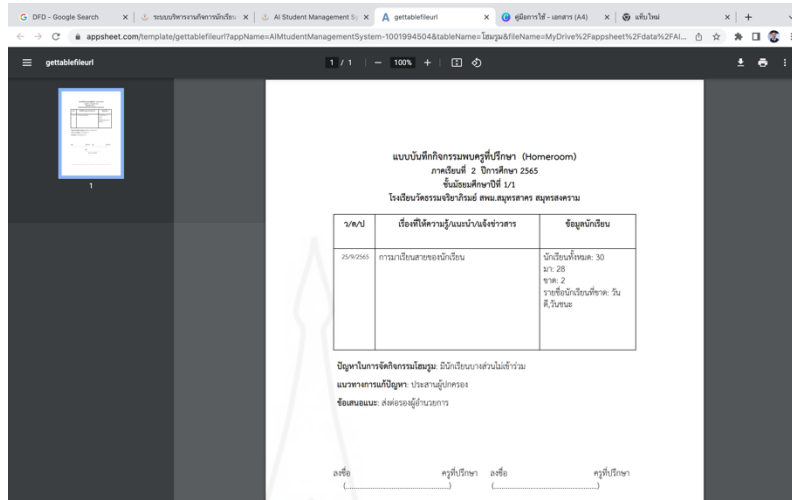 DFD - Google Search
ระบบบริหารงานกิจการนักเรียน
AI Student Management Sy
gettablefileurl
คู่มือการใช้ - เอกสาร (A4)
แท็บใหม่
appsheet.com/template/gettablefileurl?appName=AIMtudentManagementSystem-1001994504&tableName=โฮมรูม&fileName=MyDrive%2Fappsheet%2Fdata%2FAI...
gettablefileurl
1 / 1
100%
1
แบบบันทึกกิจกรรมพบครูที่ปรึกษา (Homeroom)
ภาคเรียนที่ 2 ปีการศึกษา 2565
ชั้นมัธยมศึกษาปีที่ 1/1
โรงเรียนวัดธรรมจริยาภิรมย์ สพม.สมุทรสาคร สมุทรสงคราม
ว/ด/ป เรื่องที่ให้ความรู้/แนะนำ/แจ้งข่าวสาร ข้อมูลนักเรียน
25/9/2565 การมาเรียนสายของนักเรียน นักเรียนทั้งหมด: 30
มา: 28
ขาด: 2
รายชื่อนักเรียนที่ขาด: วัน
ดี,วันชนะ
ปัญหาในการจัดกิจกรรมโฮมรูม: มีนักเรียนบางส่วนไม่เข้าร่วม
แนวทางการแก้ปัญหา: ประสานผู้ปกครอง
ข้อเสนอแนะ: ส่งต่อรองผู้อำนวยการ
ลงชื่อ ครูที่ปรึกษา ลงชื่อ ครูที่ปรึกษา
(.................................) (.................................)